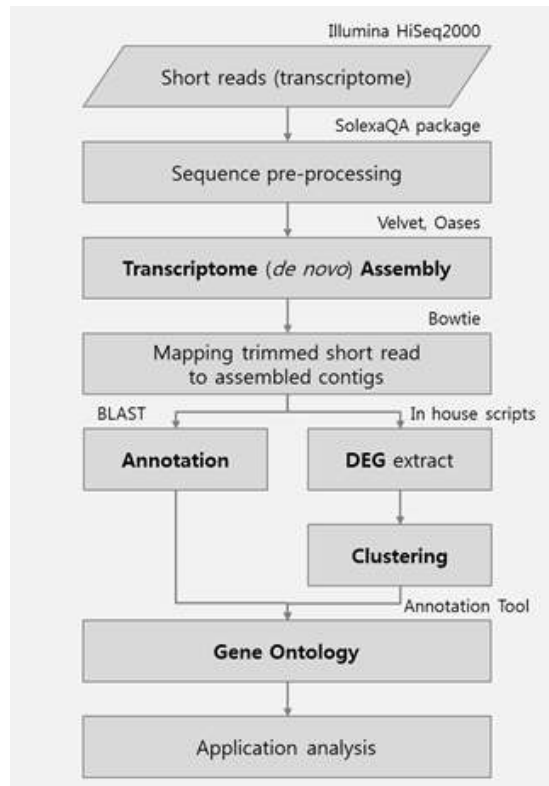 Illumina HiSeq2000
Short reads (transcriptome)
SolexaQA package
Sequence pre-processing
Velvet, Oases
Transcriptome (de novo) Assembly
Bowtie
Mapping trimmed short read
to assembled contigs
BLAST
In house scripts
Annotation
DEG extract
Clustering
Annotation Tool
Gene Ontology
Application analysis